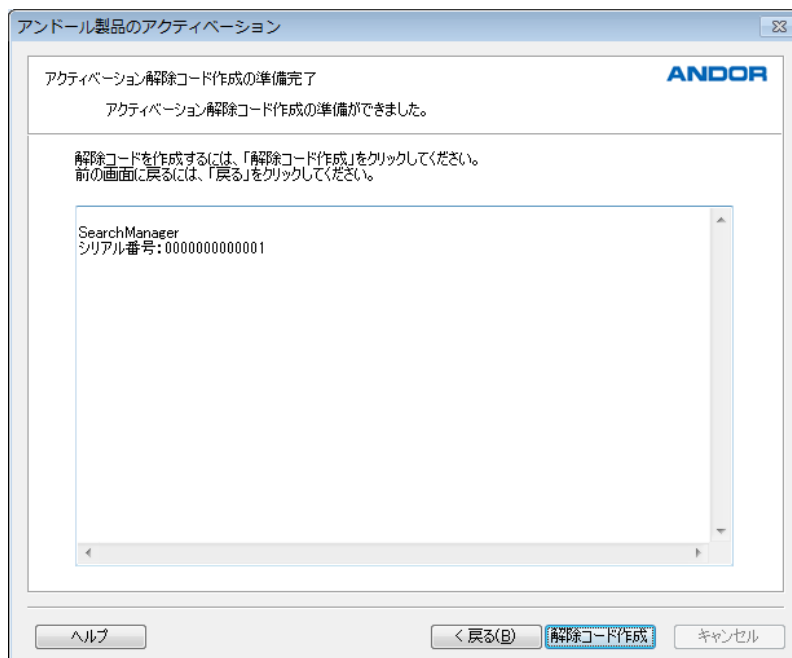 アンドール製品のアクティベーション
アクティベーション解除コード作成の準備完了
ANDOR
アクティベーション解除コード作成の準備ができました。
解除コードを作成するには、「解除コード作成」をクリックしてください。
前の画面に戻るには、「戻る」をクリックしてください。
SearchManager
シリアル番号:0000000000001
ヘルプ
< 戻る(B)
解除コード作成
キャンセル